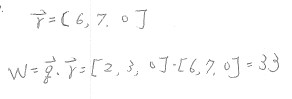 r⃗ = [6, 7, 0]
W = q⃗ · r⃗ = [2, 3, 0] · [6, 7, 0] = 33